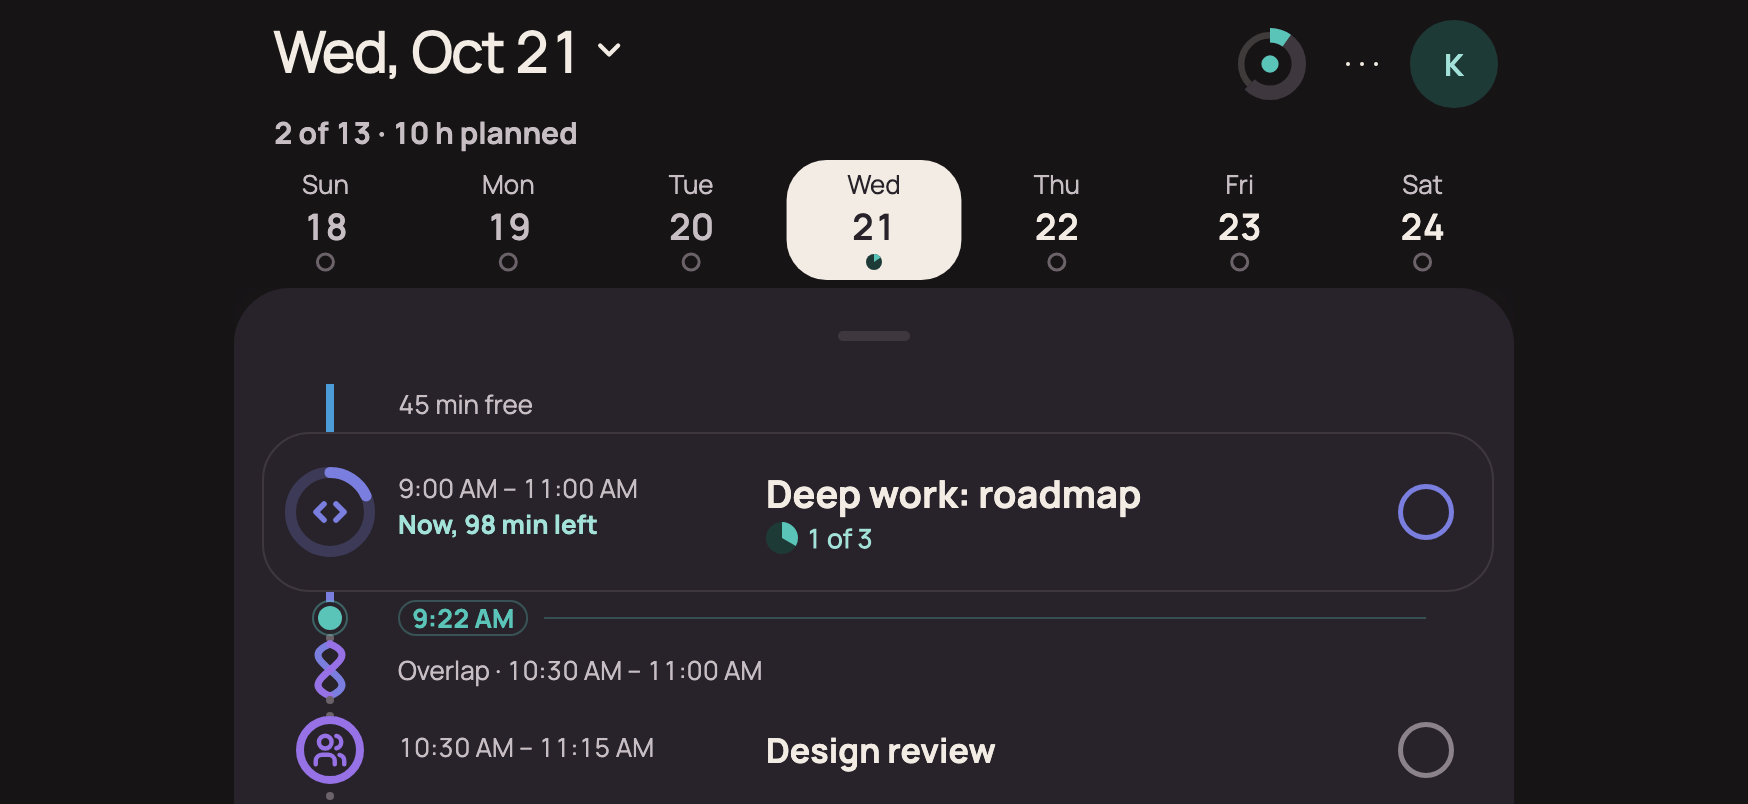 Wed, Oct 21
... K
2 of 13 · 10 h planned
Sun Mon Tue Wed Thu Fri Sat
18 19 20 21 22 23 24
45 min free
9:00 AM – 11:00 AM
Now, 98 min left
Deep work: roadmap
1 of 3
9:22 AM
Overlap · 10:30 AM – 11:00 AM
10:30 AM – 11:15 AM
Design review